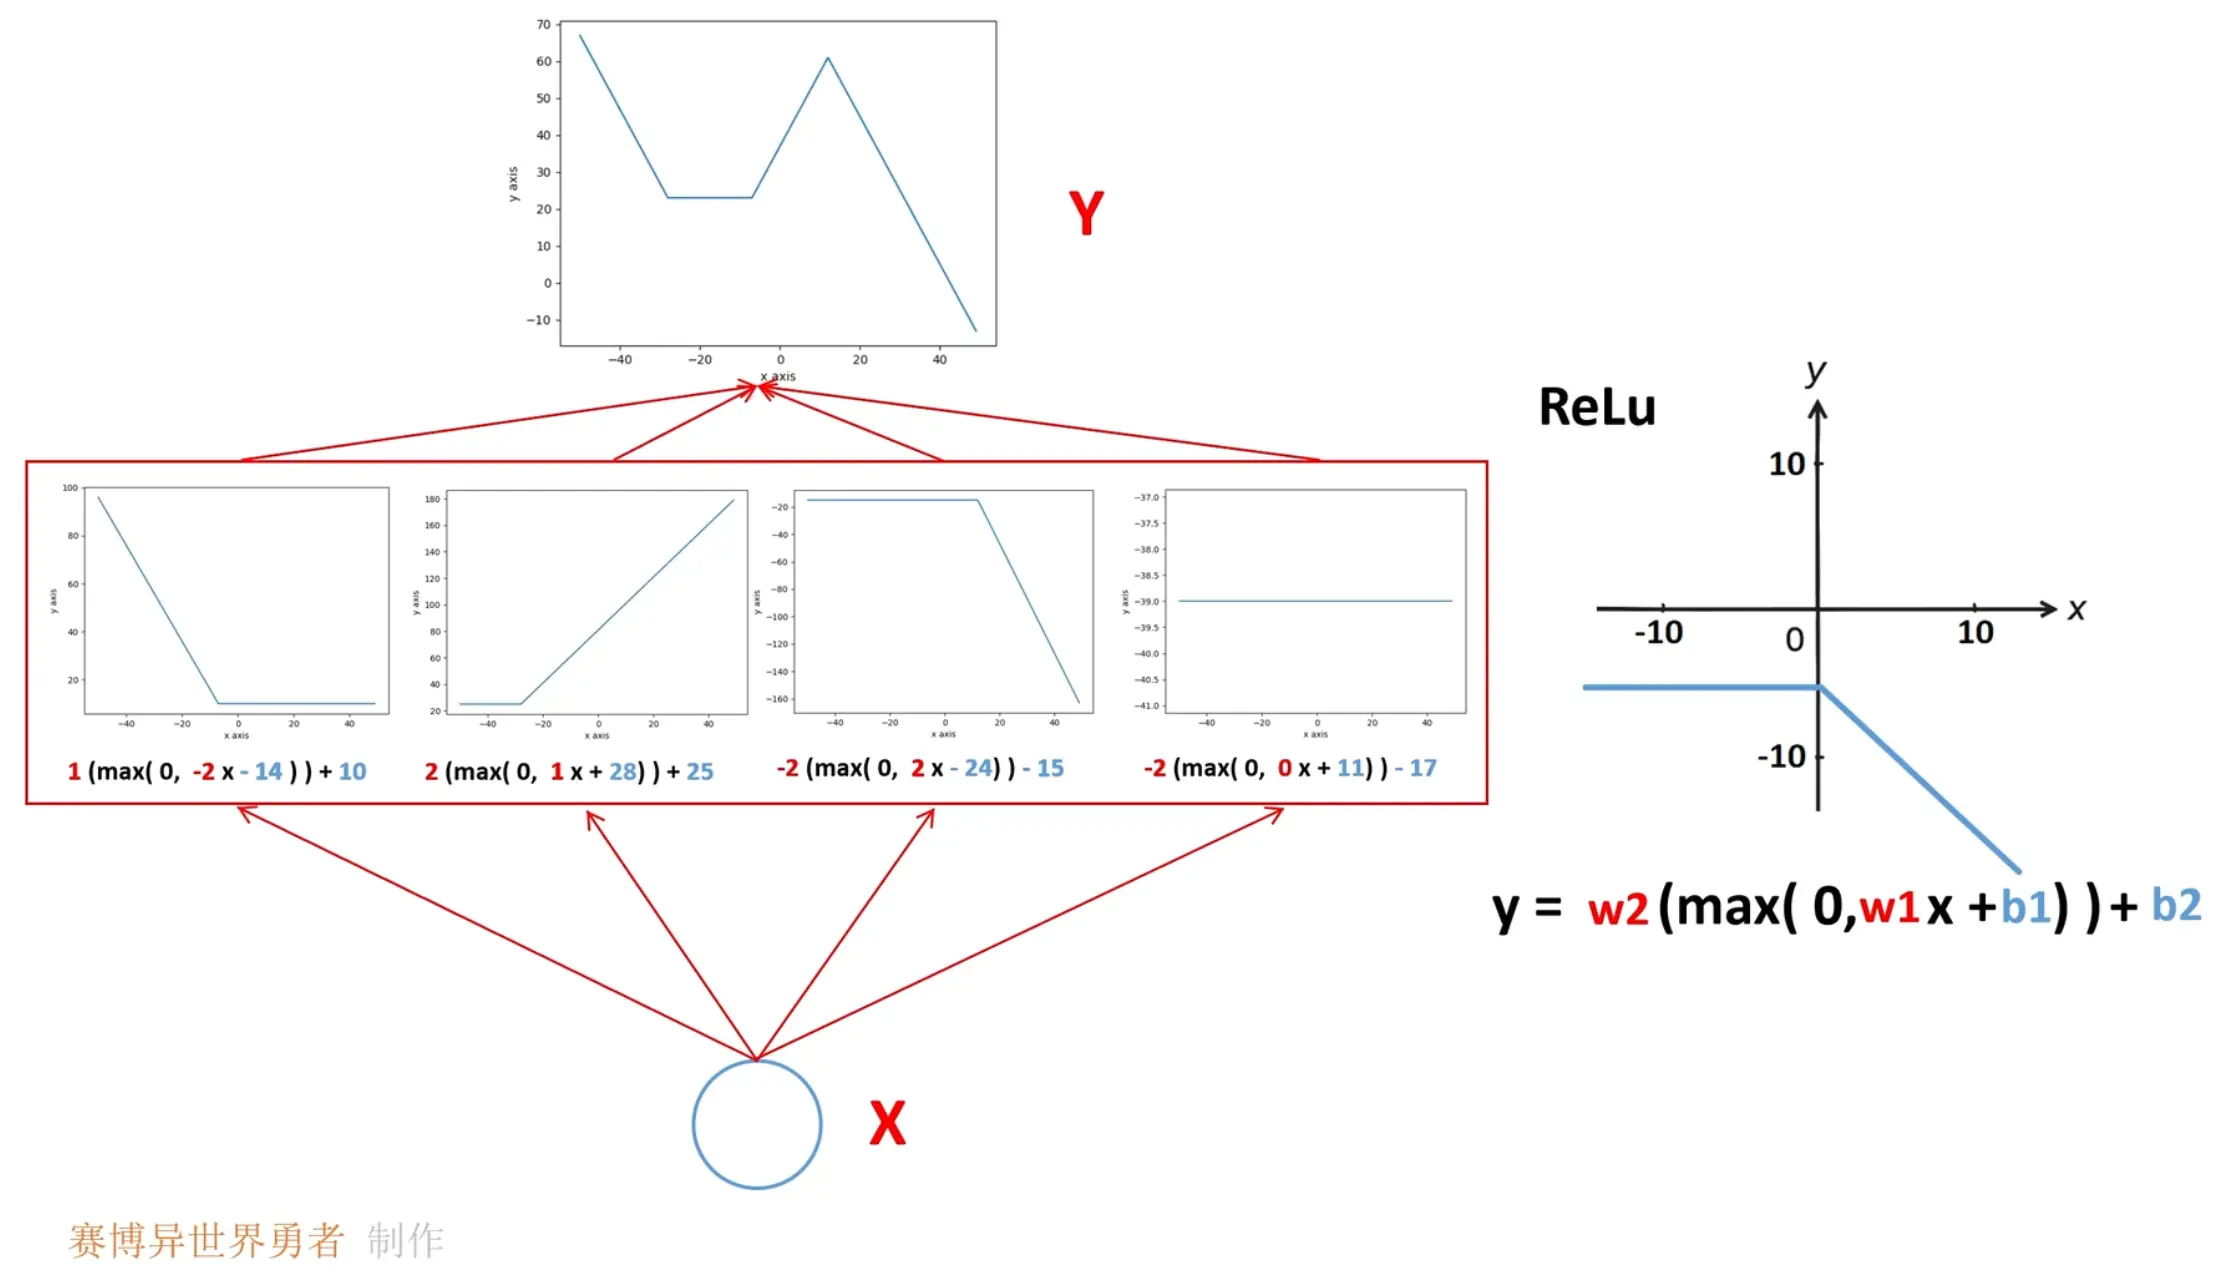 70
60
50
40
30
20
10
0
−10
y axis
−40 −20 0 20 40
x axis
Y
100
80
60
40
20
y axis
−40 −20 0 20 40
x axis
1 (max( 0, -2 x - 14 ) ) + 10
180
160
140
120
100
80
60
40
20
y axis
−40 −20 0 20 40
x axis
2 (max( 0, 1 x + 28) ) + 25
−20
−40
−60
−80
−100
−120
−140
−160
y axis
−40 −20 0 20 40
x axis
-2 (max( 0, 2 x - 24) ) - 15
−37.0
−37.5
−38.0
−38.5
−39.0
−39.5
−40.0
−40.5
−41.0
y axis
−40 −20 0 20 40
x axis
-2 (max( 0, 0 x + 11) ) - 17
ReLu
y
10
x
-10 0 10
-10
y = w2 (max( 0,w1 x +b1) ) + b2
X
赛博异世界勇者 制作